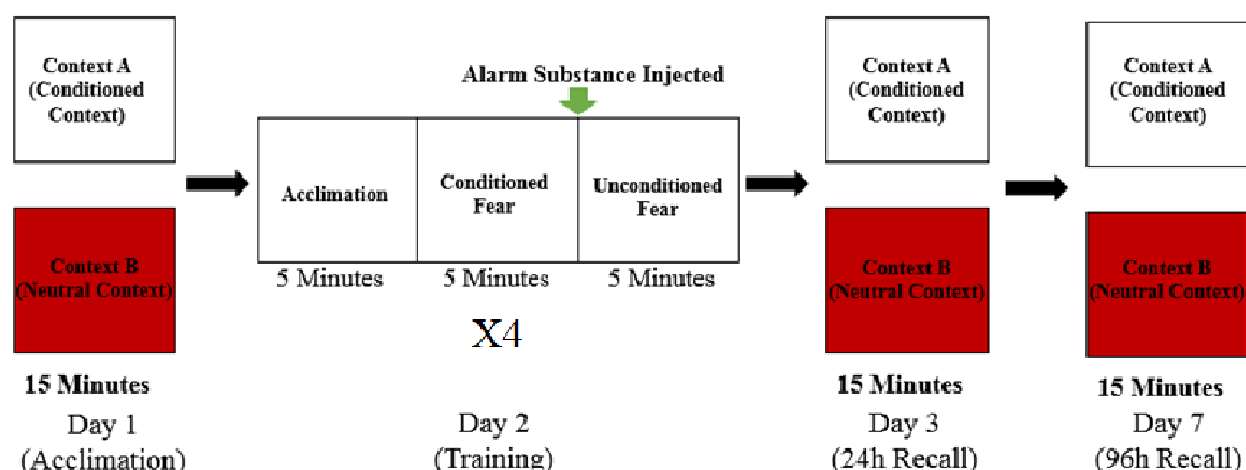 Context A
(Conditioned
Context)
Context B
(Neutral Context)
15 Minutes
Day 1
(Acclimation)
Alarm Substance Injected
Acclimation
Conditioned
Fear
Unconditioned
Fear
5 Minutes
5 Minutes
5 Minutes
X4
Day 2
(Training)
Context A
(Conditioned
Context)
Context B
(Neutral Context)
15 Minutes
Day 3
(24h Recall)
Context A
(Conditioned
Context)
Context B
(Neutral Context)
15 Minutes
Day 7
(96h Recall)